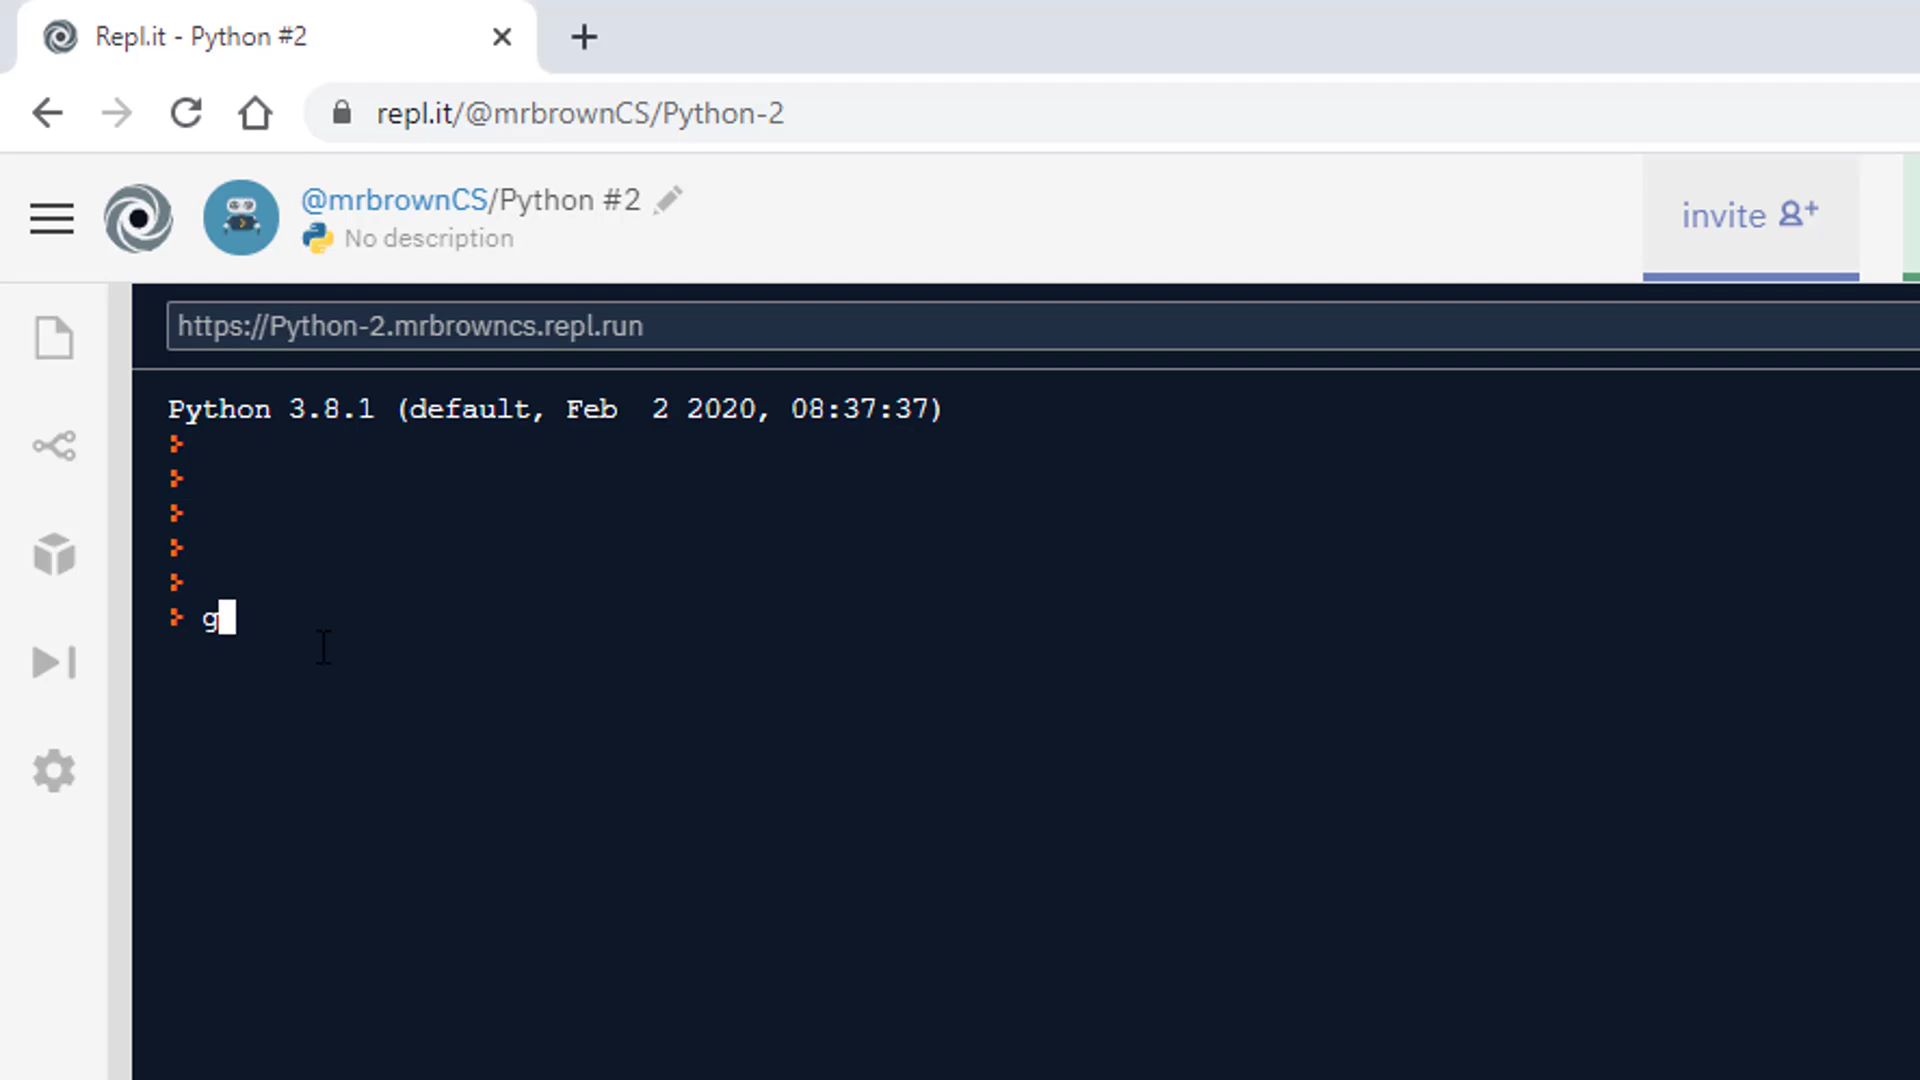 Repl.it - Python #2
repl.it/@mrbrownCS/Python-2
@mrbrownCS/Python #2
No description
invite
https://Python-2.mrbrowncs.repl.run
Python 3.8.1 (default, Feb  2 2020, 08:37:37)
g